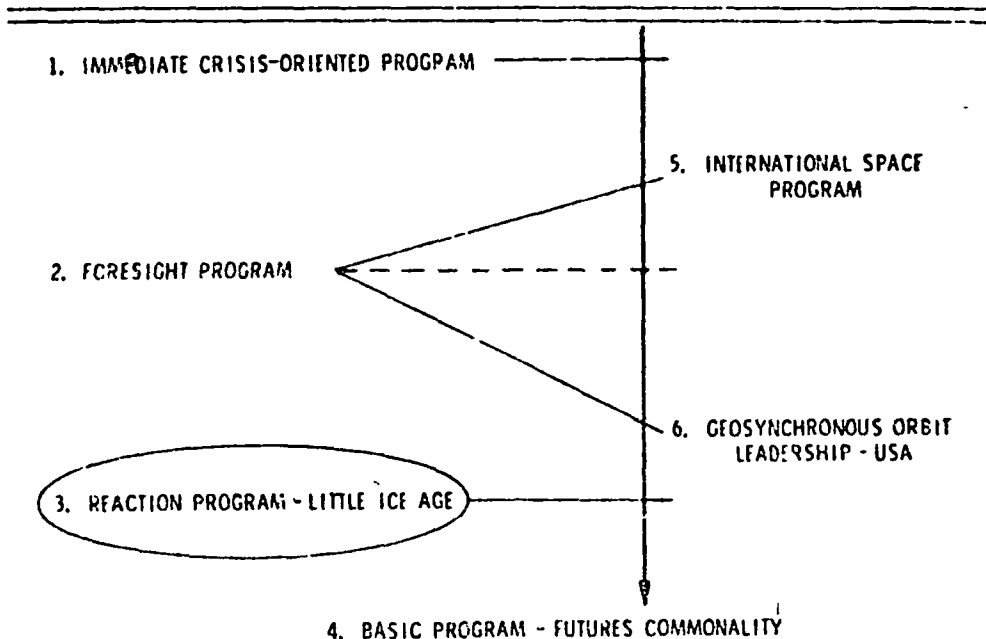 1. IMMEDIATE CRISIS-ORIENTED PROGRAM
5. INTERNATIONAL SPACE
PROGRAM
2. FORESIGHT PROGRAM
6. GEOSYNCHRONOUS ORBIT
LEADERSHIP - USA
3. REACTION PROGRAM - LITTLE ICE AGE
4. BASIC PROGRAM - FUTURES COMMONALITY